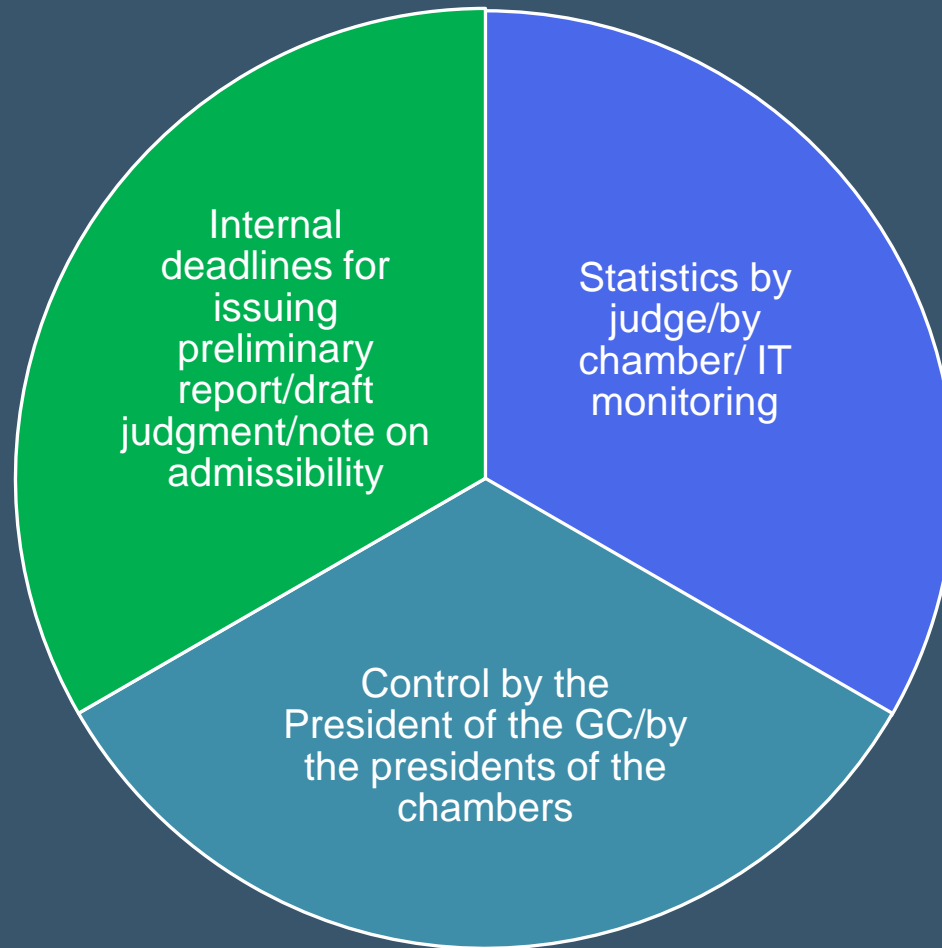 Internal
deadlines for
issuing
preliminary
report/draft
judgment/note on
admissibility
Statistics by
judge/by
chamber/ IT
monitoring
Control by the
President of the GC/by
the presidents of the
chambers